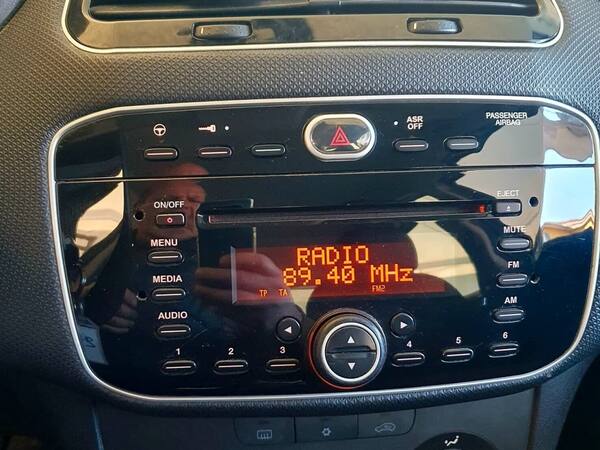 ASR
OFF
PASSENGER
AIRBAG
ON/OFF
EJECT
MENU
MUTE
RADIO
89.40 MHz
TP TA FM2
MEDIA
FM
AUDIO
AM
1 2 3 4 5 6